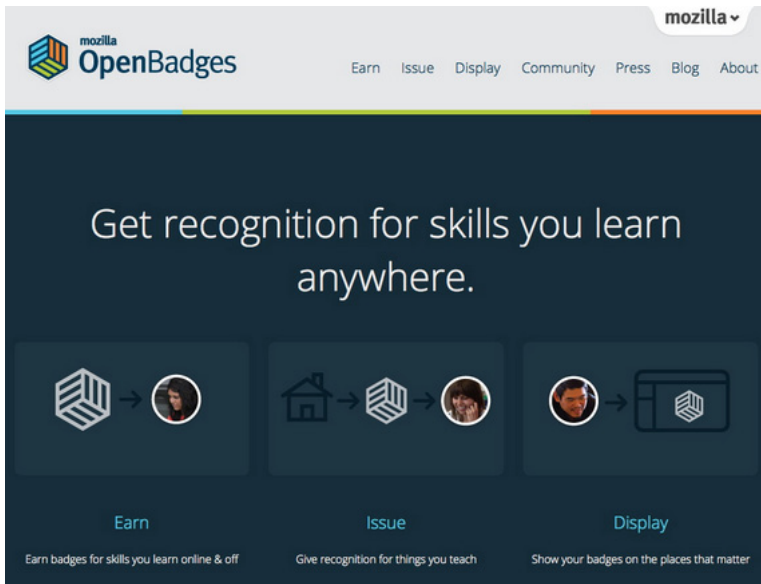 mozilla
mozilla
OpenBadges
Earn Issue Display Community Press Blog About
Get recognition for skills you learn
anywhere.
Earn
Issue
Display
Earn badges for skills you learn online & off
Give recognition for things you teach
Show your badges on the places that matter